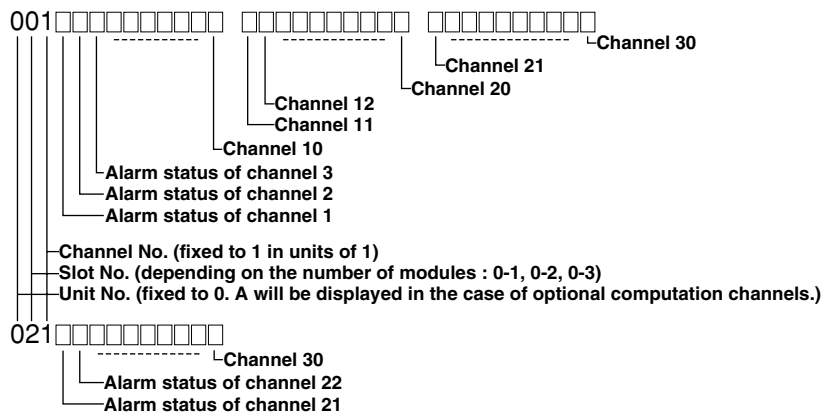 001□□□□□□□□□□ □□□□□□□□□□ □□□□□□□□□□
Channel 30
Channel 21
Channel 20
Channel 12
Channel 11
Channel 10
Alarm status of channel 3
Alarm status of channel 2
Alarm status of channel 1
Channel No. (fixed to 1 in units of 1)
Slot No. (depending on the number of modules : 0-1, 0-2, 0-3)
Unit No. (fixed to 0. A will be displayed in the case of optional computation channels.)
021□□□□□□□□□□
Channel 30
Alarm status of channel 22
Alarm status of channel 21